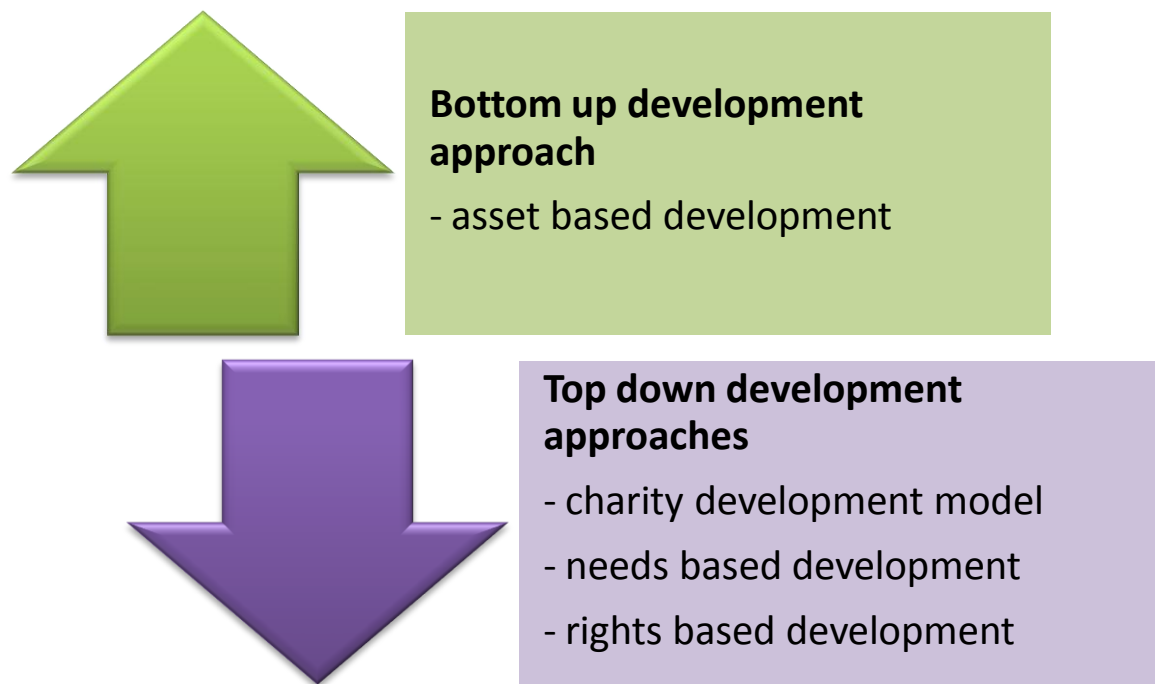 Bottom up development
approach
- asset based development
Top down development
approaches
- charity development model
- needs based development
- rights based development